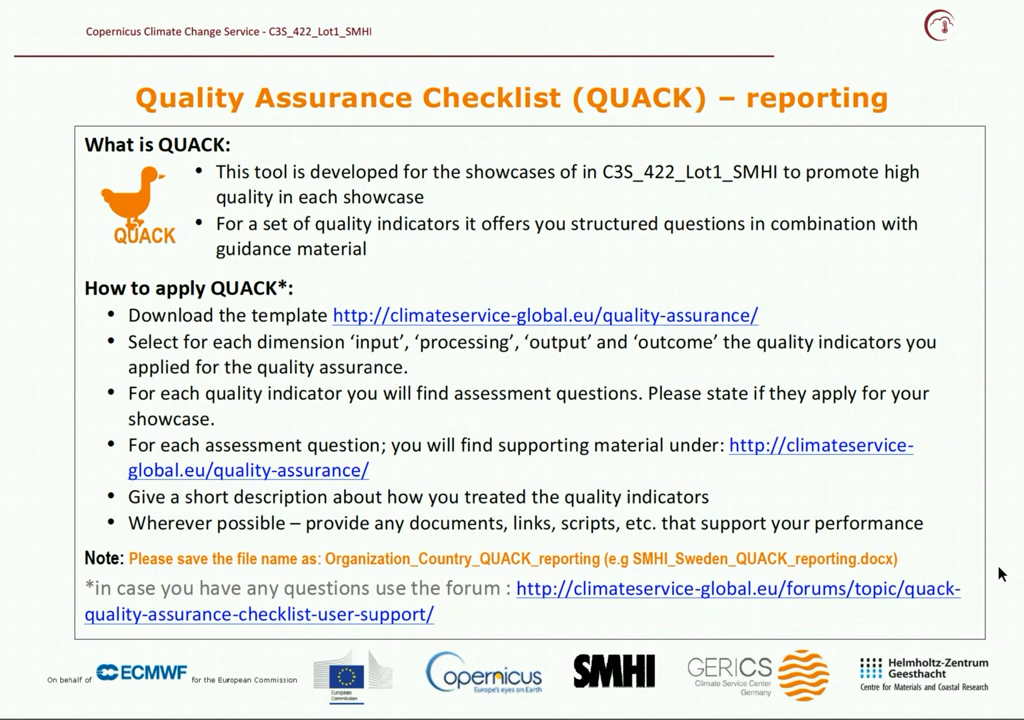 Copernicus Climate Change Service - C3S_422_Lot1_SMHI
Quality Assurance Checklist (QUACK) – reporting
What is QUACK:
• This tool is developed for the showcases of in C3S_422_Lot1_SMHI to promote high
quality in each showcase
• For a set of quality indicators it offers you structured questions in combination with
guidance material
QUACK
How to apply QUACK*:
• Download the template http://climateservice-global.eu/quality-assurance/
• Select for each dimension ‘input’, ‘processing’, ‘output’ and ‘outcome’ the quality indicators you
applied for the quality assurance.
• For each quality indicator you will find assessment questions. Please state if they apply for your
showcase.
• For each assessment question; you will find supporting material under: http://climateservice-
global.eu/quality-assurance/
• Give a short description about how you treated the quality indicators
• Wherever possible – provide any documents, links, scripts, etc. that support your performance
Note: Please save the file name as: Organization_Country_QUACK_reporting (e.g SMHI_Sweden_QUACK_reporting.docx)
*in case you have any questions use the forum : http://climateservice-global.eu/forums/topic/quack-
quality-assurance-checklist-user-support/
On behalf of ECMWF for the European Commission
European
Commission
Copernicus
Europe's eyes on Earth
SMHI
GERICS
Climate Service Center
Germany
Helmholtz-Zentrum
Geesthacht
Centre for Materials and Coastal Research